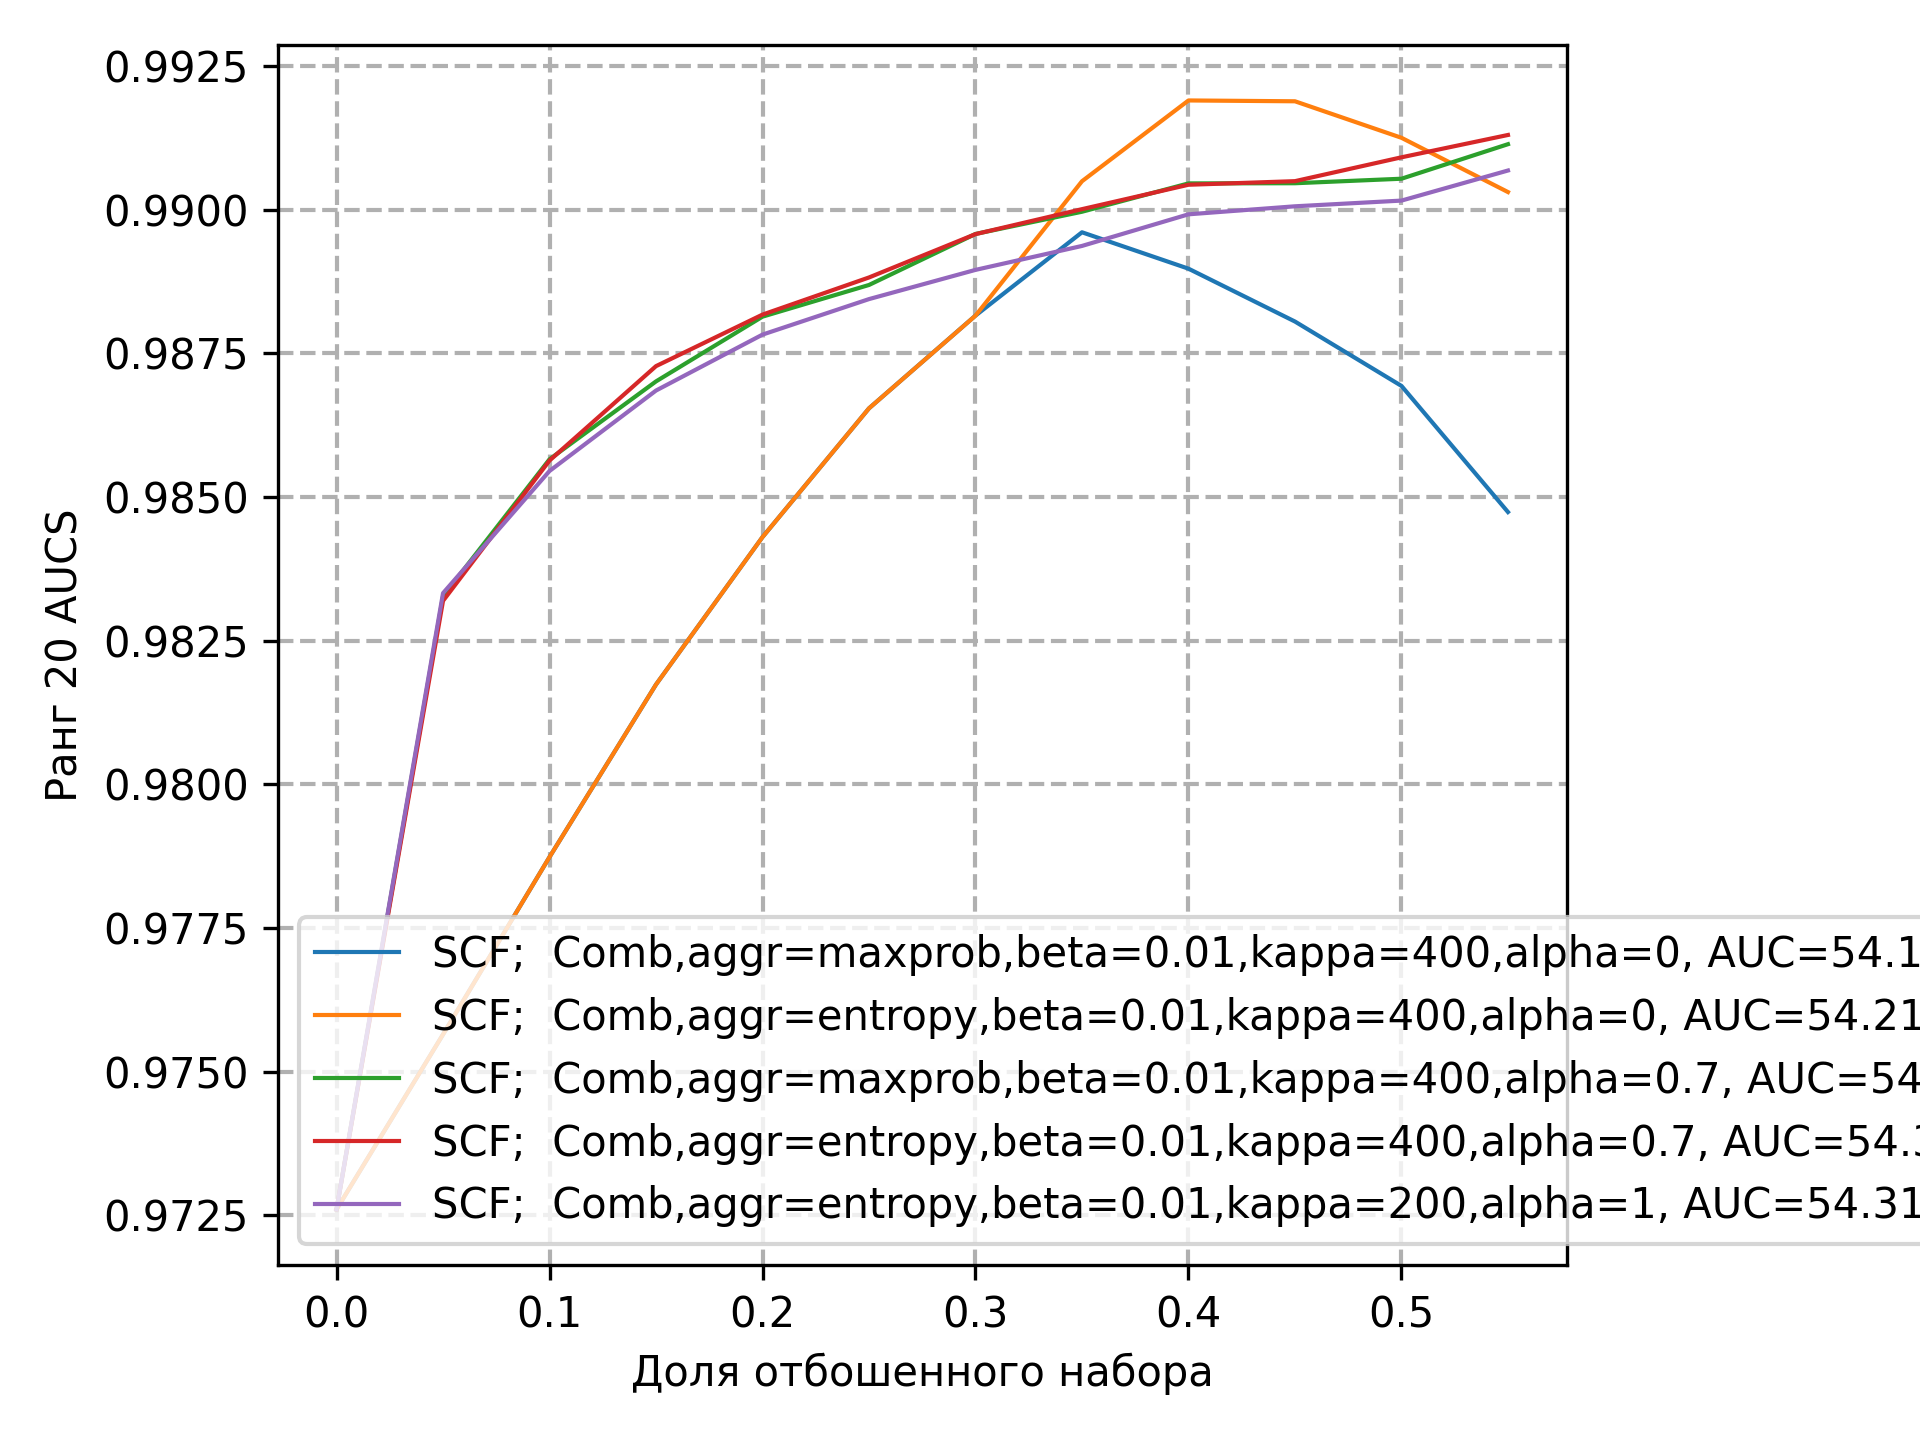 0.9925
0.9900
0.9875
0.9850
0.9825
0.9800
0.9775
0.9750
0.9725
Ранг 20 AUCS
SCF; Comb,aggr=maxprob,beta=0.01,kappa=400,alpha=0, AUC=54.1
SCF; Comb,aggr=entropy,beta=0.01,kappa=400,alpha=0, AUC=54.21
SCF; Comb,aggr=maxprob,beta=0.01,kappa=400,alpha=0.7, AUC=54
SCF; Comb,aggr=entropy,beta=0.01,kappa=400,alpha=0.7, AUC=54.3
SCF; Comb,aggr=entropy,beta=0.01,kappa=200,alpha=1, AUC=54.31
0.0 0.1 0.2 0.3 0.4 0.5
Доля отбошенного набора